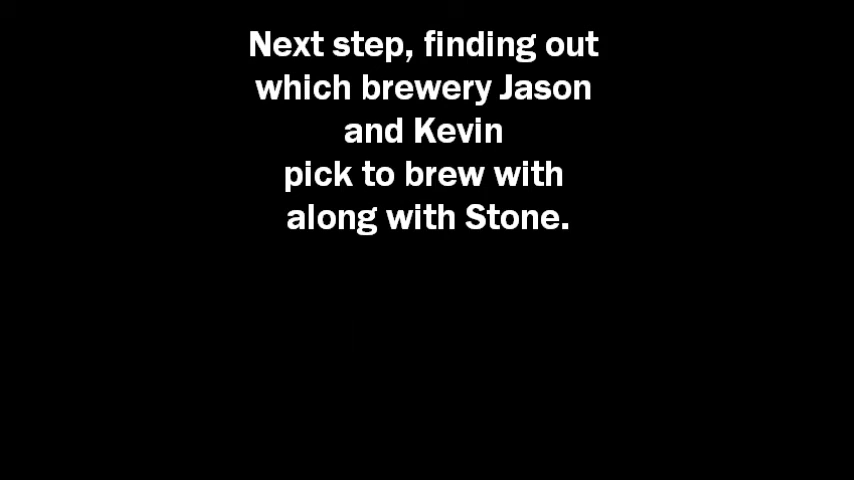 Next step, finding out
which brewery Jason
and Kevin
pick to brew with
along with Stone.